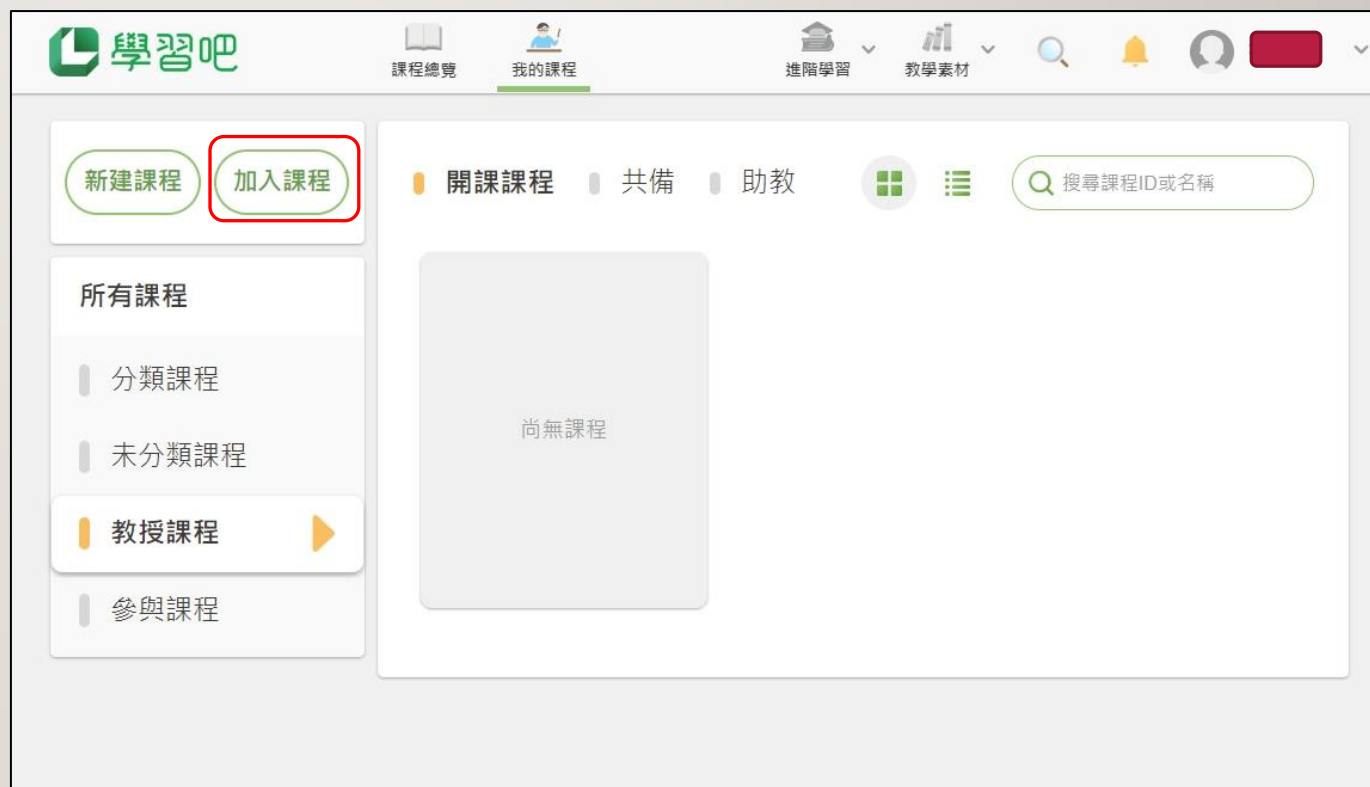 學習吧
課程總覽
我的課程
進階學習
教學素材
新建課程
加入課程
開課課程
共備
助教
搜尋課程ID或名稱
所有課程
分類課程
未分類課程
教授課程
參與課程
尚無課程